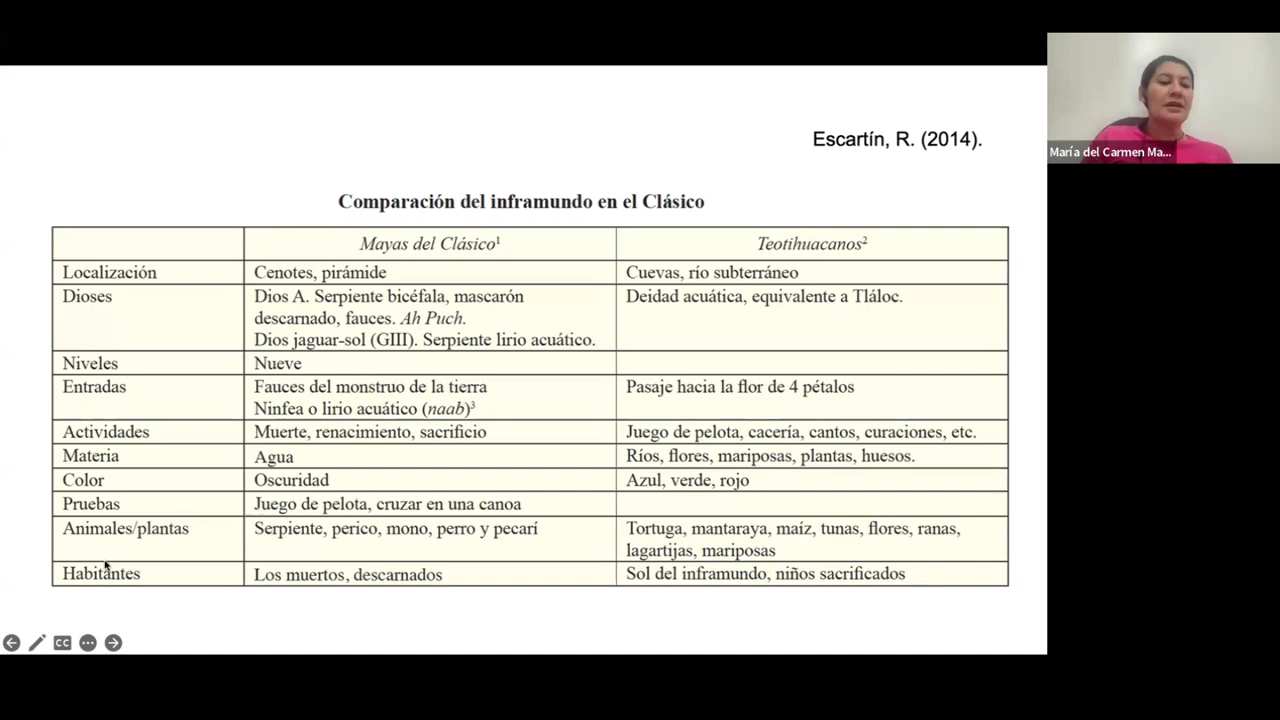 María del Carmen Ma...
Escartín, R. (2014).
Comparación del inframundo en el Clásico
Mayas del Clásico¹ Teotihuacanos²
Localización Cenotes, pirámide Cuevas, río subterráneo
Dioses Dios A. Serpiente bicéfala, mascarón Deidad acuática, equivalente a Tláloc.
descarnado, fauces. Ah Puch.
Dios jaguar-sol (GIII). Serpiente lirio acuático.
Niveles Nueve
Entradas Fauces del monstruo de la tierra Pasaje hacia la flor de 4 pétalos
Ninfea o lirio acuático (naab)³
Actividades Muerte, renacimiento, sacrificio Juego de pelota, cacería, cantos, curaciones, etc.
Materia Agua Ríos, flores, mariposas, plantas, huesos.
Color Oscuridad Azul, verde, rojo
Pruebas Juego de pelota, cruzar en una canoa
Animales/plantas Serpiente, perico, mono, perro y pecarí Tortuga, mantaraya, maíz, tunas, flores, ranas,
lagartijas, mariposas
Habitantes Los muertos, descarnados Sol del inframundo, niños sacrificados
CC